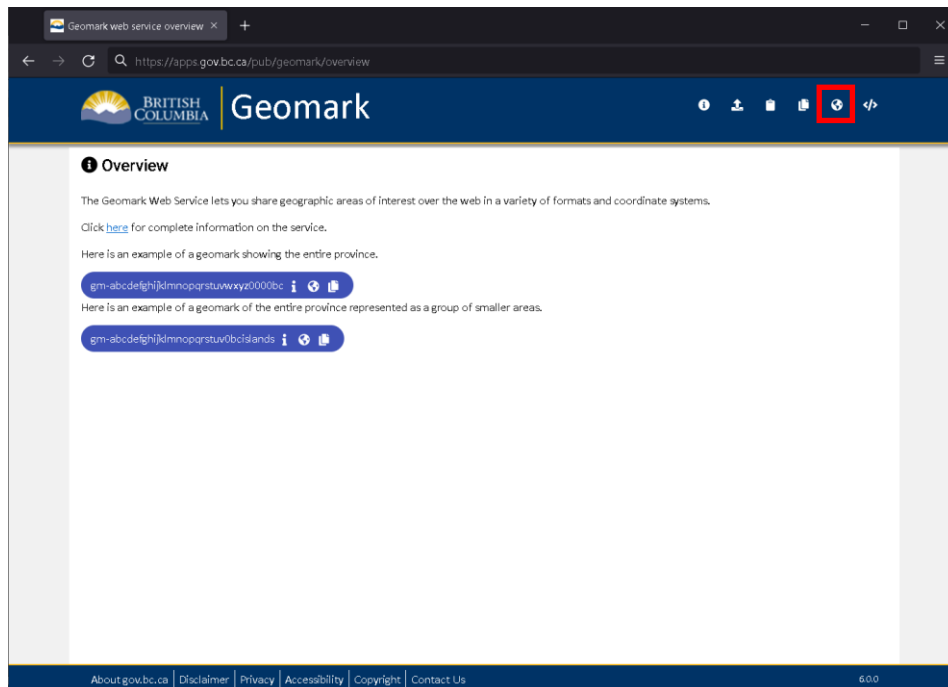 Geomark web service overview
https://apps.gov.bc.ca/pub/geomark/overview
BRITISH
COLUMBIA
Geomark
Overview
The Geomark Web Service lets you share geographic areas of interest over the web in a variety of formats and coordinate systems.
Click here for complete information on the service.
Here is an example of a geomark showing the entire province.
gm-abcdefghijklmnopqrstuvwxyz0000bc
Here is an example of a geomark of the entire province represented as a group of smaller areas.
gm-abcdefghijklmnopqrstuv0bcislands
About gov.bc.ca | Disclaimer | Privacy | Accessibility | Copyright | Contact Us
6.0.0